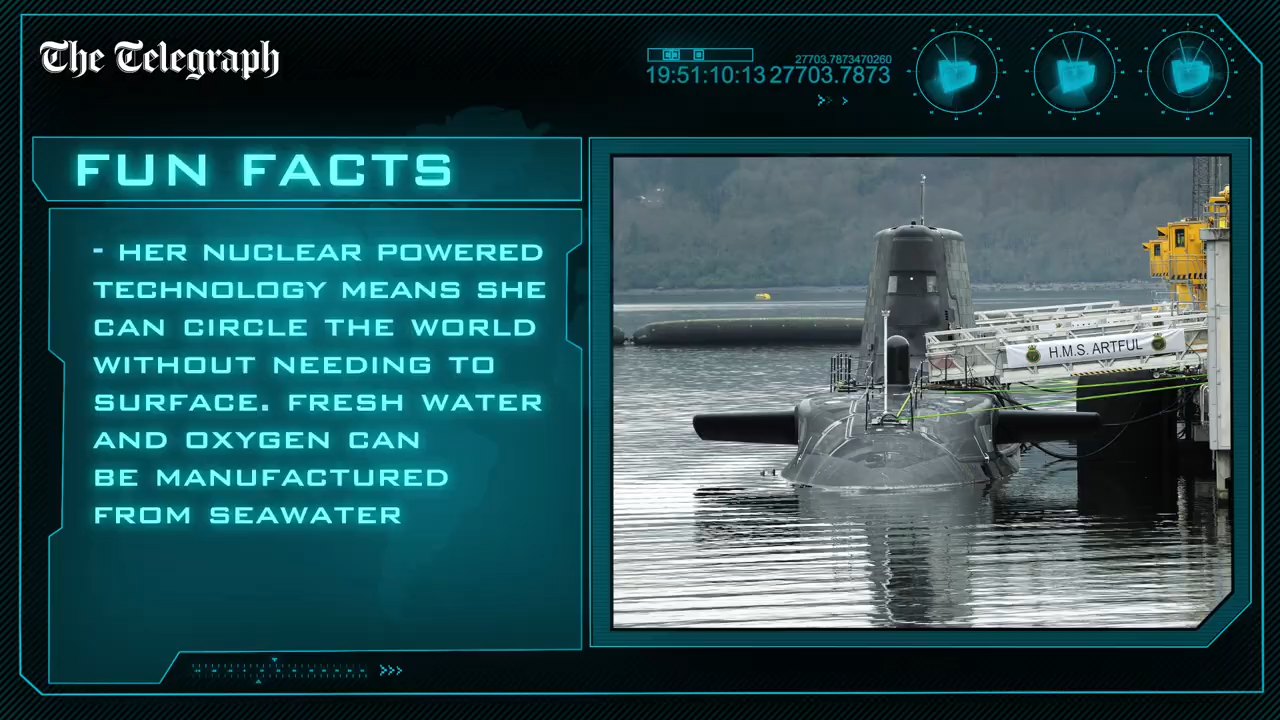 The Telegraph
27703.7873470260
19:51:10:13 27703.7873
FUN FACTS
- HER NUCLEAR POWERED
TECHNOLOGY MEANS SHE
CAN CIRCLE THE WORLD
WITHOUT NEEDING TO
SURFACE. FRESH WATER
AND OXYGEN CAN
BE MANUFACTURED
FROM SEAWATER
H.M.S. ARTFUL